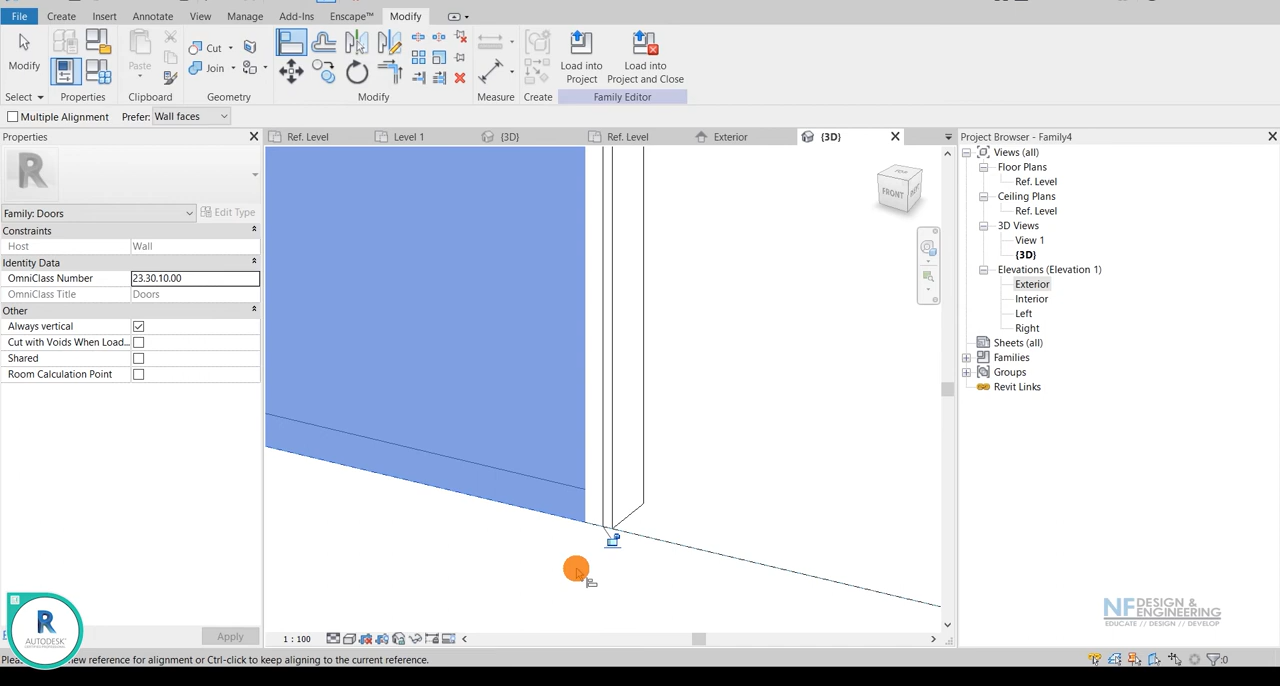 File Create Insert Annotate View Manage Add-Ins Enscape™ Modify
Cut
Join
Modify
Paste
Load into
Project
Load into
Project and Close
Select Properties Clipboard Geometry Modify Measure Create Family Editor
Multiple Alignment Prefer: Wall faces
Properties
Ref. Level Level 1 {3D} Ref. Level Exterior {3D}
Project Browser - Family4
Family: Doors Edit Type
Constraints
Host Wall
Identity Data
OmniClass Number 23.30.10.00
OmniClass Title Doors
Other
Always vertical
Cut with Voids When Load...
Shared
Room Calculation Point
Apply
FRONT
Views (all)
Floor Plans
Ref. Level
Ceiling Plans
Ref. Level
3D Views
View 1
{3D}
Elevations (Elevation 1)
Exterior
Interior
Left
Right
Sheets (all)
Families
Groups
Revit Links
NF DESIGN & ENGINEERING
EDUCATE // DESIGN // DEVELOP
R
AUTODESK
1 : 100
new reference for alignment or Ctrl-click to keep aligning to the current reference.
:0